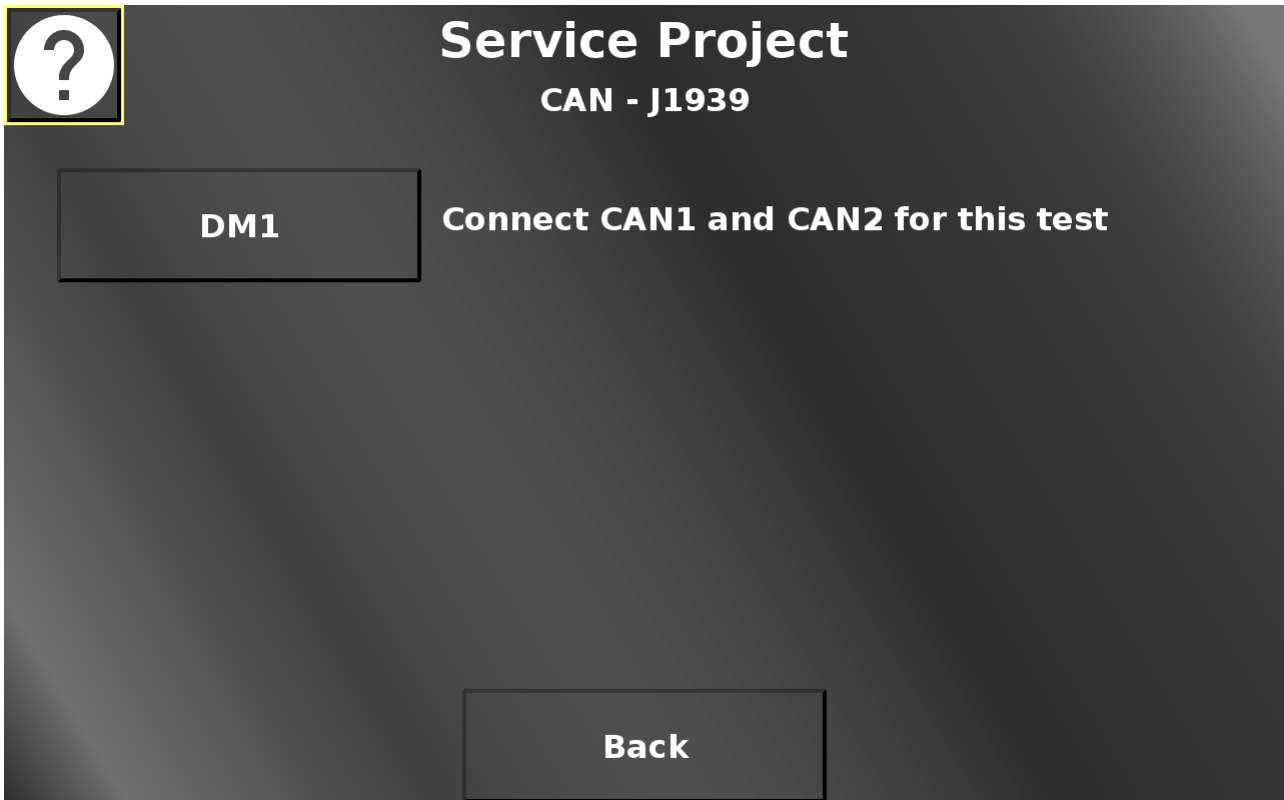 ?
Service Project
CAN - J1939
DM1
Connect CAN1 and CAN2 for this test
Back